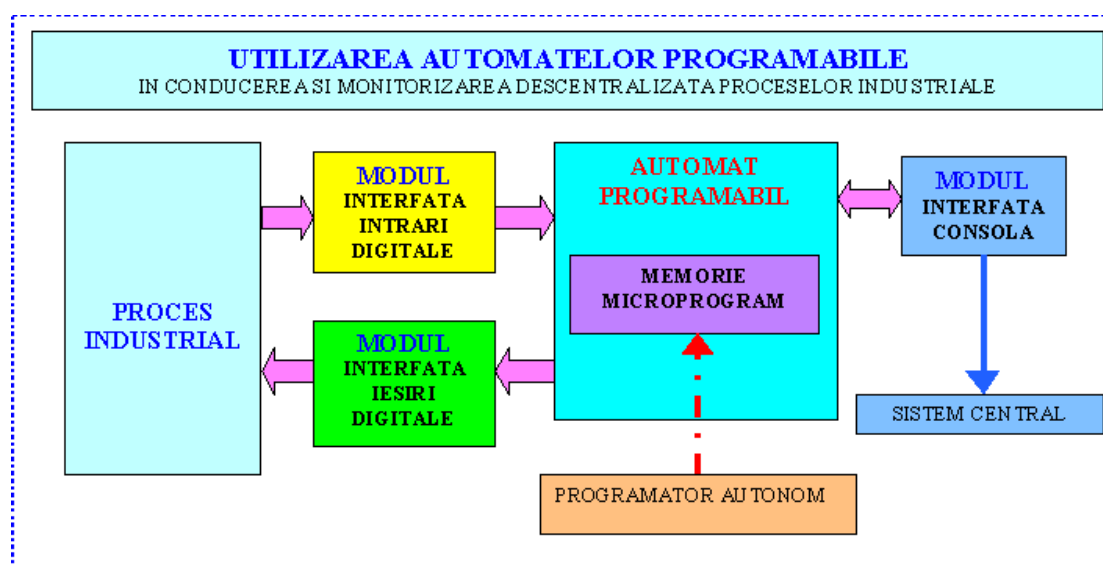 UTILIZAREA AUTOMATELOR PROGRAMABILE
IN CONDUCEREA SI MONITORIZAREA DESCENTRALIZATA PROCESELOR INDUSTRIALE
PROCES
INDUSTRIAL
MODUL
INTERFATA
INTRARI
DIGITALE
MODUL
INTERFATA
IESIRI
DIGITALE
AUTOMAT
PROGRAMABIL
MEMORIE
MICROPROGRAM
PROGRAMATOR AUTONOM
MODUL
INTERFATA
CONSOLA
SISTEM CENTRAL